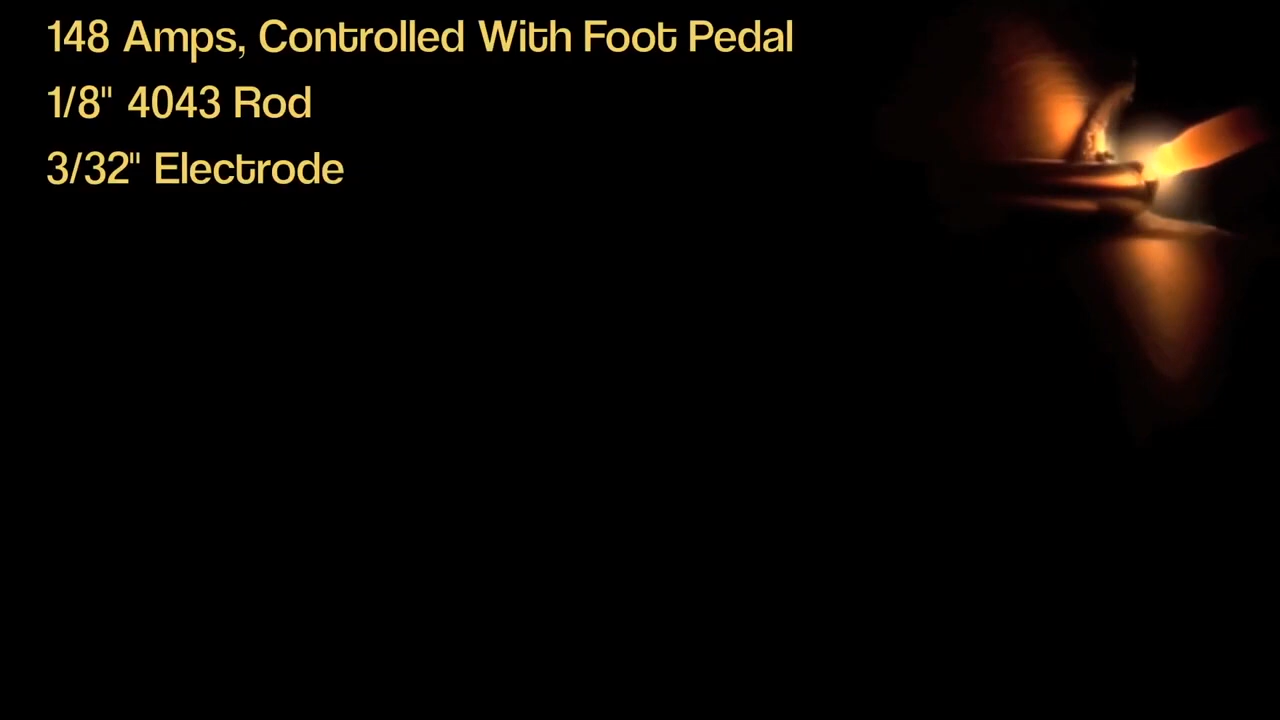 148 Amps, Controlled With Foot Pedal
1/8" 4043 Rod
3/32" Electrode